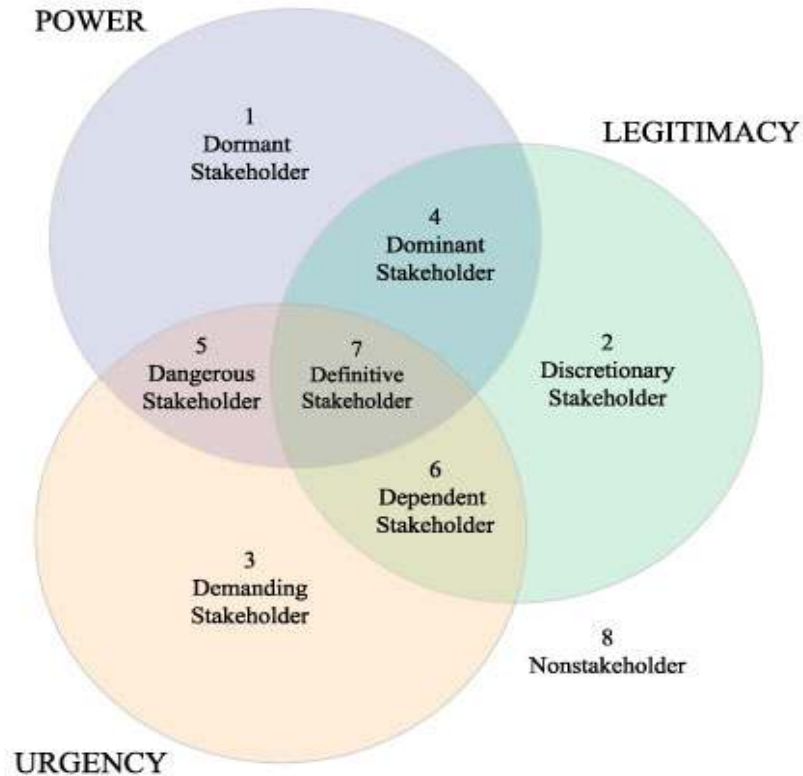 POWER
1
Dormant
Stakeholder
LEGITIMACY
4
Dominant
Stakeholder
5
Dangerous
Stakeholder
7
Definitive
Stakeholder
2
Discretionary
Stakeholder
6
Dependent
Stakeholder
3
Demanding
Stakeholder
8
Nonstakeholder
URGENCY